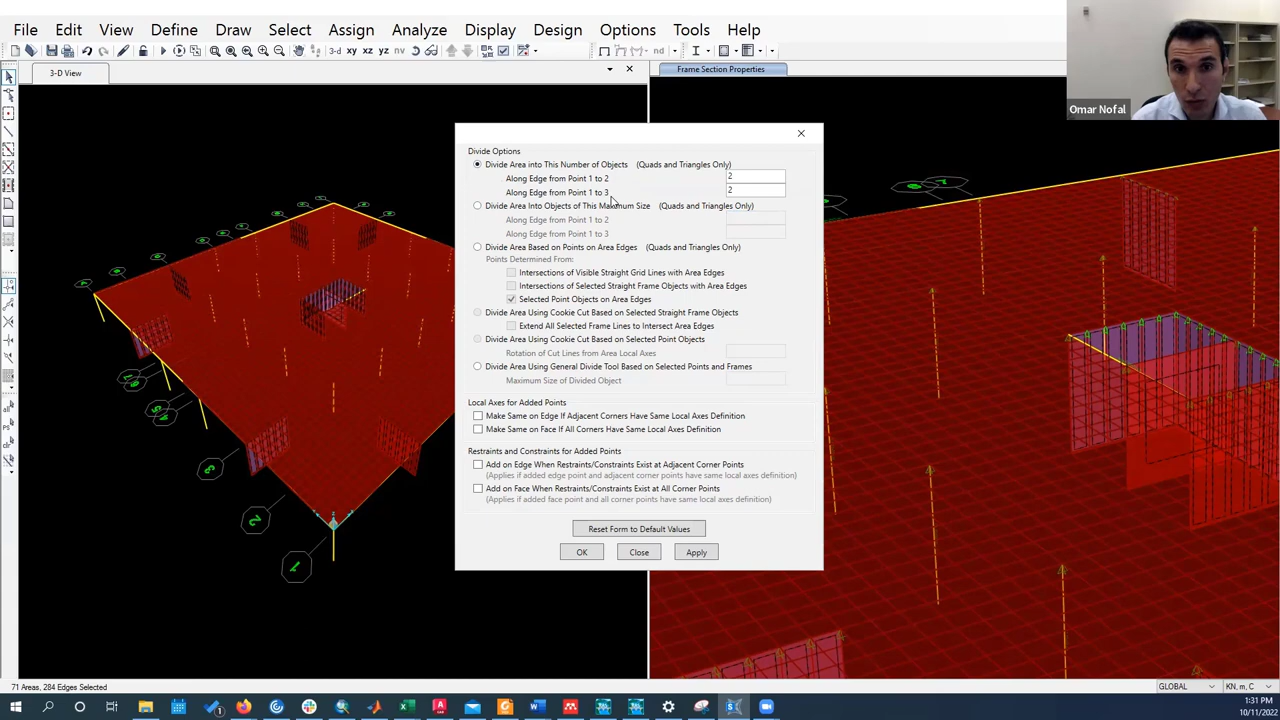 File Edit View Define Draw Select Assign Analyze Display Design Options Tools Help
3-d xy xz yz nv
nd
3-D View
Frame Section Properties
Omar Nofal
Divide Options
Divide Area into This Number of Objects (Quads and Triangles Only)
Along Edge from Point 1 to 2 2
Along Edge from Point 1 to 3 2
Divide Area Into Objects of This Maximum Size (Quads and Triangles Only)
Along Edge from Point 1 to 2
Along Edge from Point 1 to 3
Divide Area Based on Points on Area Edges (Quads and Triangles Only)
Points Determined From:
Intersections of Visible Straight Grid Lines with Area Edges
Intersections of Selected Straight Frame Objects with Area Edges
Selected Point Objects on Area Edges
Divide Area Using Cookie Cut Based on Selected Straight Frame Objects
Extend All Selected Frame Lines to Intersect Area Edges
Divide Area Using Cookie Cut Based on Selected Point Objects
Rotation of Cut Lines from Area Local Axes
Divide Area Using General Divide Tool Based on Selected Points and Frames
Maximum Size of Divided Object
Local Axes for Added Points
Make Same on Edge If Adjacent Corners Have Same Local Axes Definition
Make Same on Face If All Corners Have Same Local Axes Definition
Restraints and Constraints for Added Points
Add on Edge When Restraints/Constraints Exist at Adjacent Corner Points
(Applies if added edge point and adjacent corner points have same local axes definition)
Add on Face When Restraints/Constraints Exist at All Corner Points
(Applies if added face point and all corner points have same local axes definition)
Reset Form to Default Values
OK Close Apply
3
2
1
all
71 Areas, 284 Edges Selected
GLOBAL
KN, m, C
1:31 PM
10/11/2022